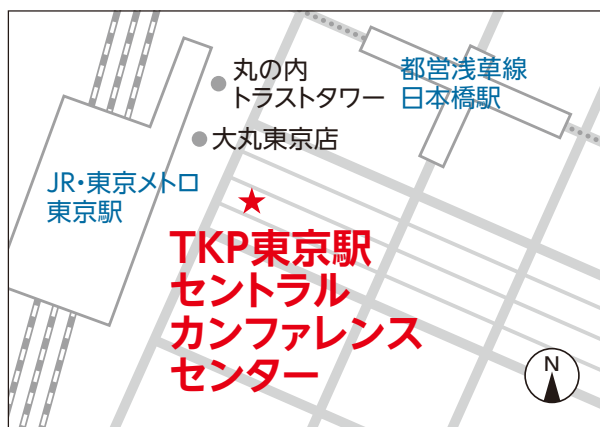 丸の内
トラストタワー
都営浅草線
日本橋駅
大丸東京店
JR・東京メトロ
東京駅
TKP東京駅
セントラル
カンファレンス
センター
N